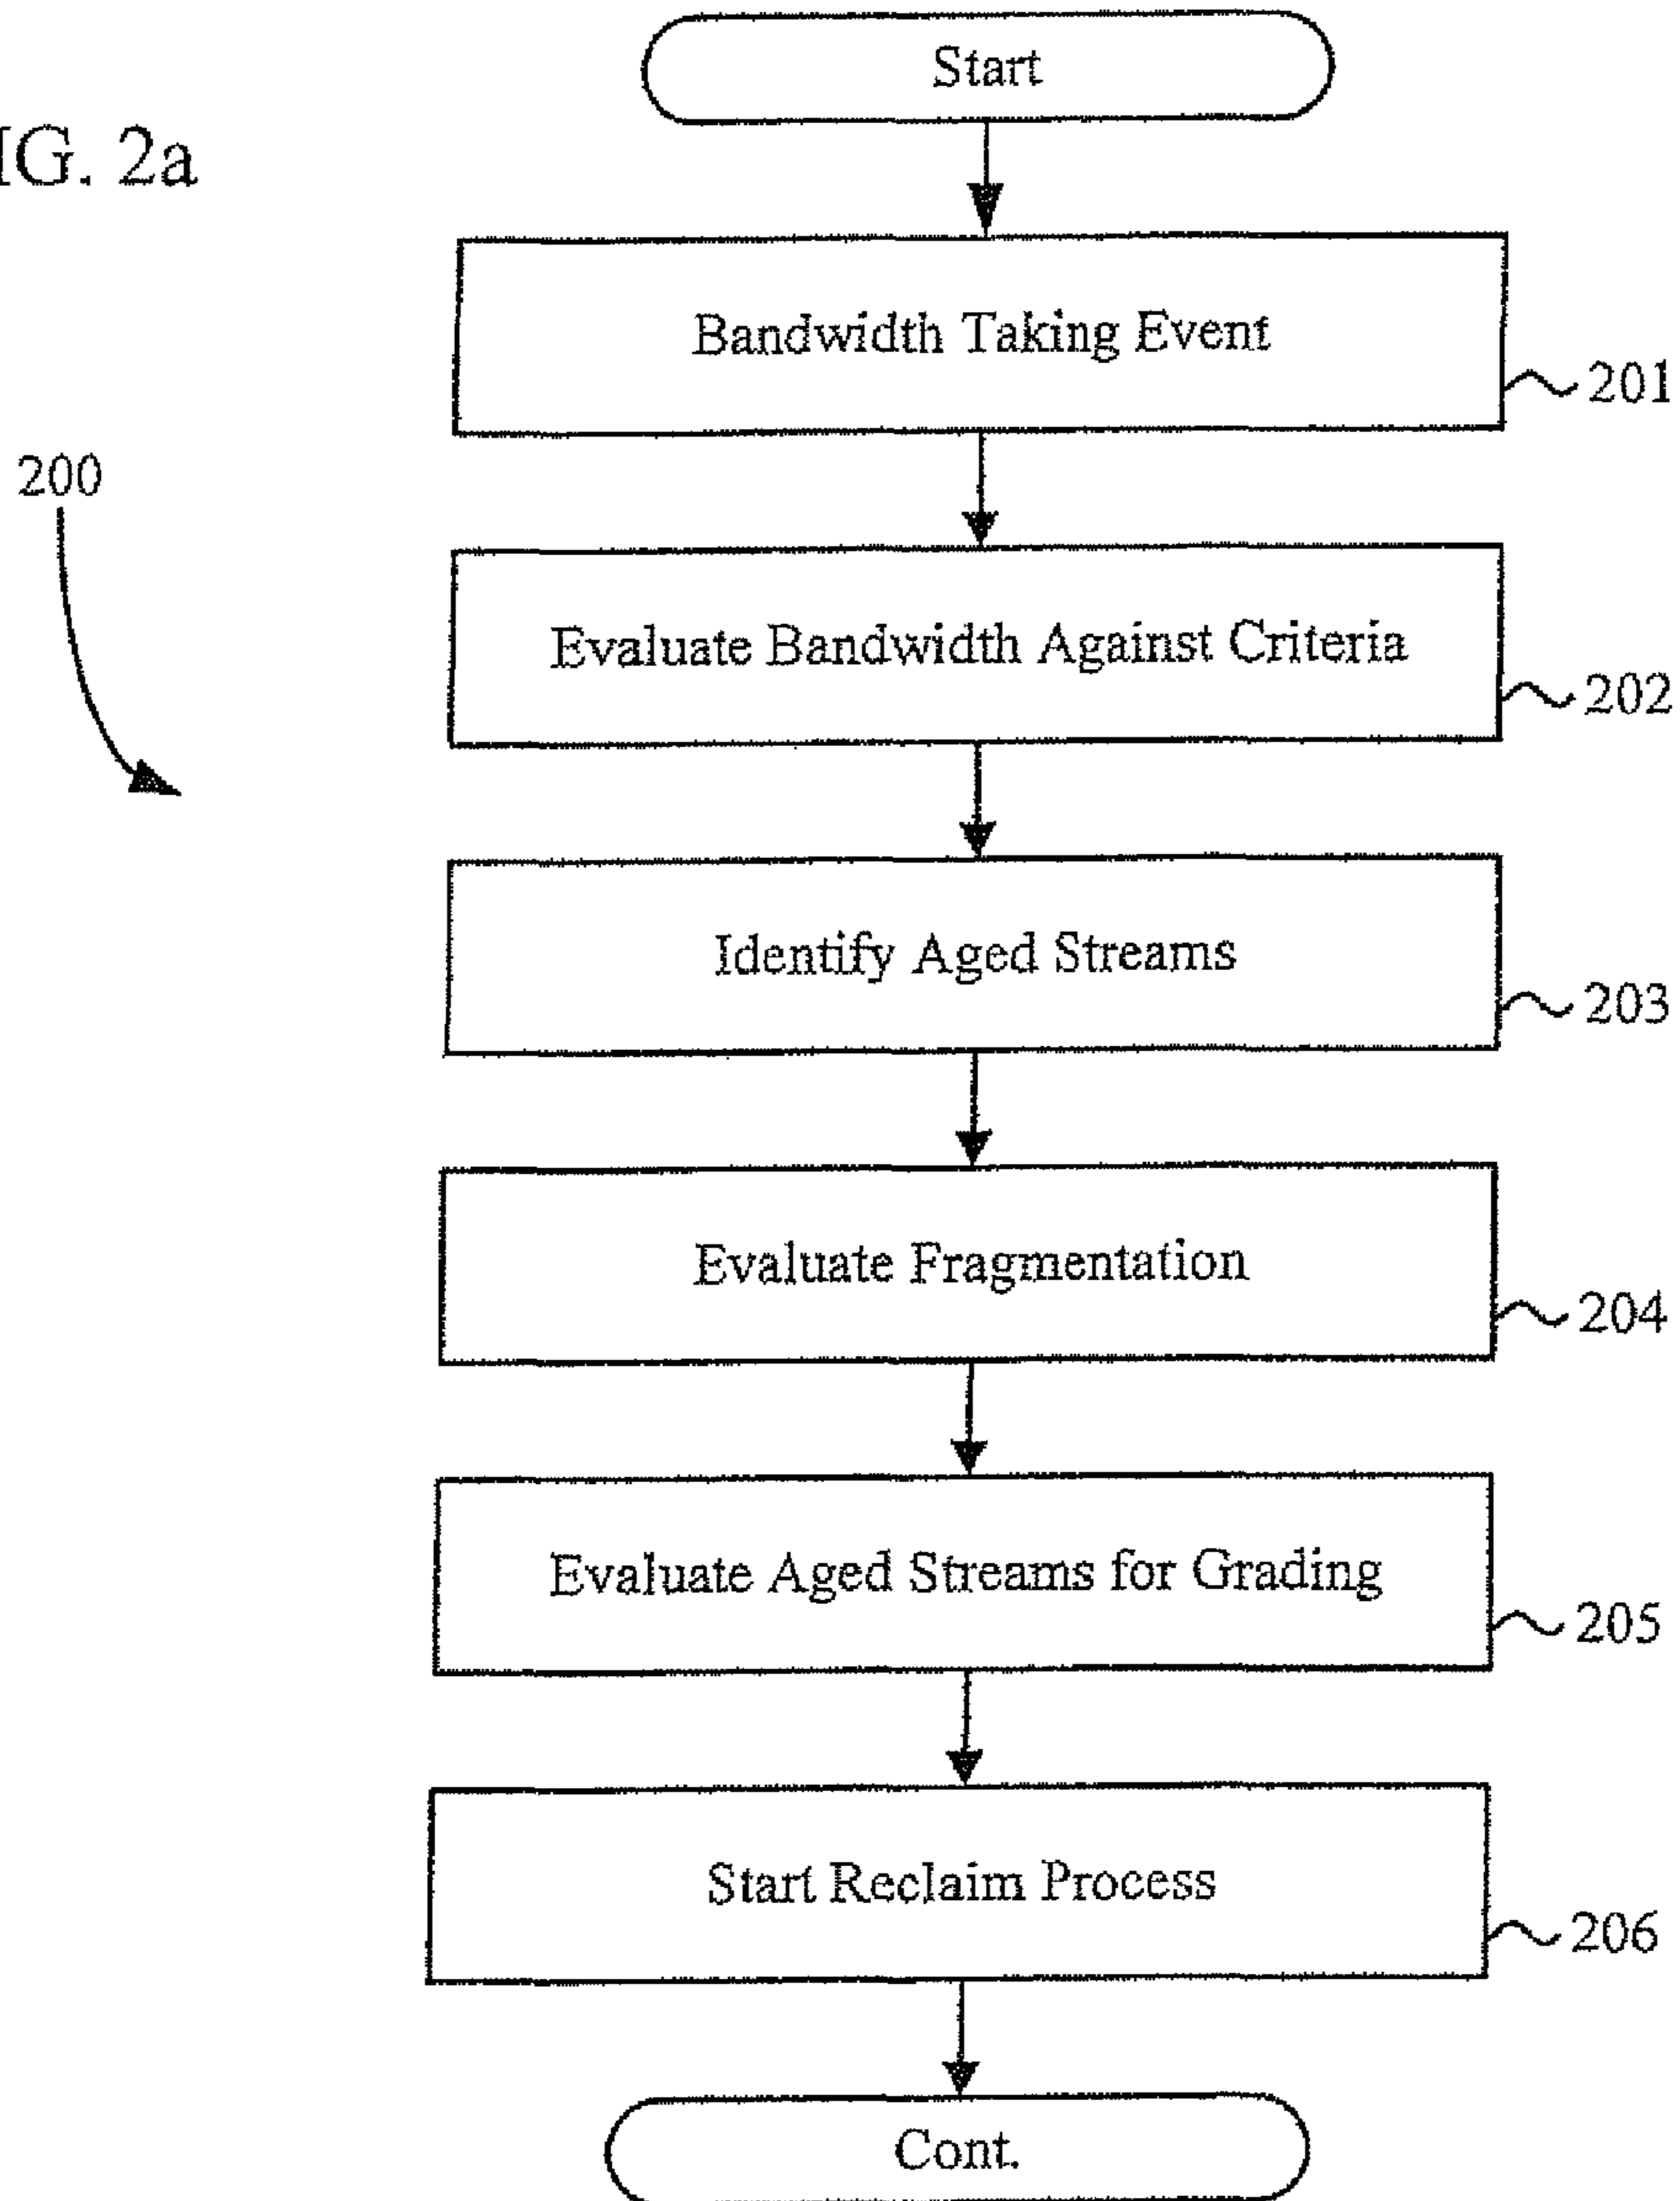 Start
IG. 2a
Bandwidth Taking Event
201
200
Evaluate Bandwidth Against Criteria
202
Identify Aged Streams
203
Evaluate Fragmentation
204
Evaluate Aged Streams for Grading
205
Start Reclaim Process
206
Cont.